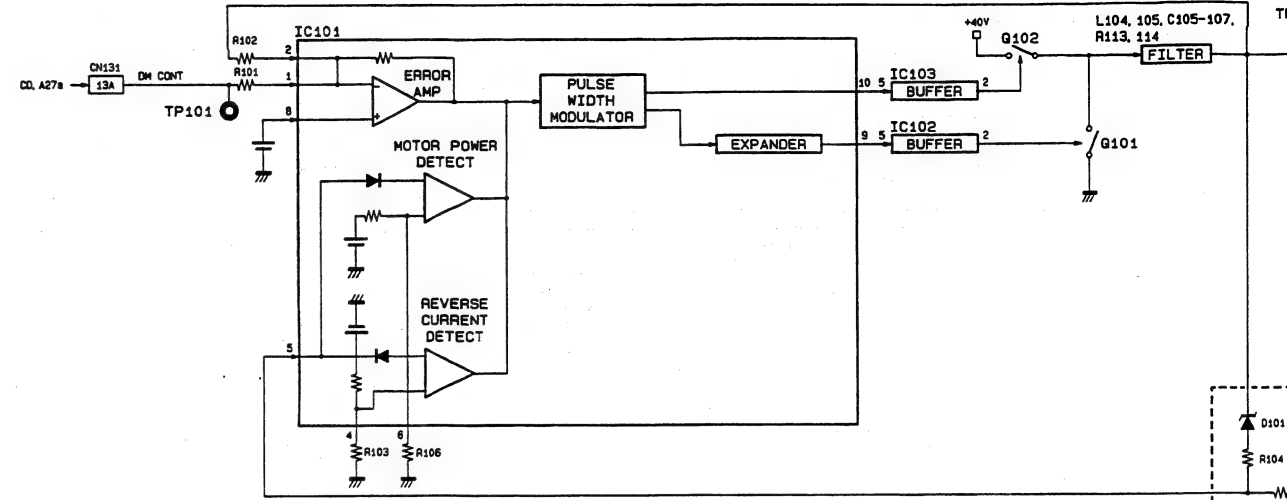 L104, 105, C105-107,
R113, 114
+40V
Q102
FILTER
IC101
R102
2
CN131
CD, A27a
13A
DM CONT
R101
1
TP101
8
ERROR
AMP
PULSE
WIDTH
MODULATOR
10
5
IC103
BUFFER
2
EXPANDER
9
5
IC102
BUFFER
2
Q101
MOTOR POWER
DETECT
REVERSE
CURRENT
DETECT
5
4
R103
6
R106
D101
R104